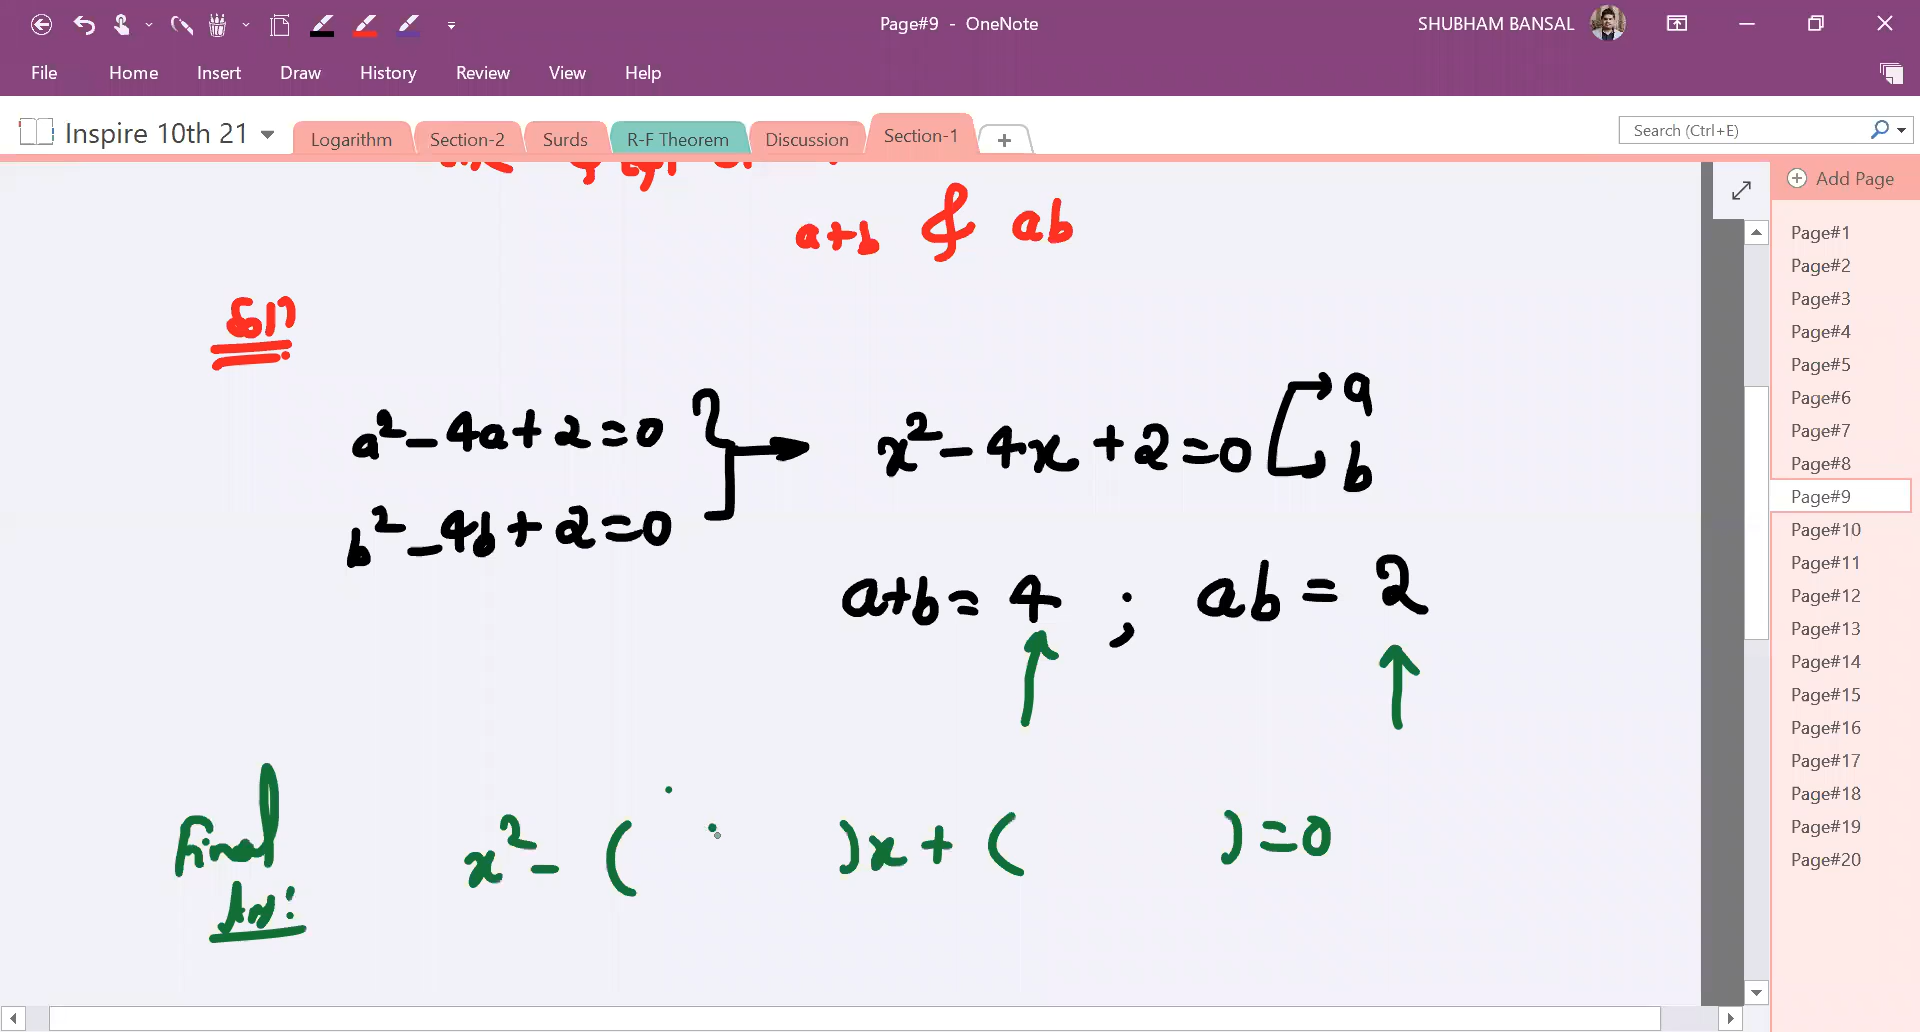 Page#9 - OneNote
SHUBHAM BANSAL
File Home Insert Draw History Review View Help
Inspire 10th 21
Logarithm Section-2 Surds R-F Theorem Discussion Section-1 +
Search (Ctrl+E)
Add Page
a+b & ab
Solⁿ
a² - 4a + 2 = 0
b² - 4b + 2 = 0
x² - 4x + 2 = 0
a
b
a+b = 4 ; ab = 2
Final
Ans:
x² - ( )x + ( ) = 0
Page#1
Page#2
Page#3
Page#4
Page#5
Page#6
Page#7
Page#8
Page#9
Page#10
Page#11
Page#12
Page#13
Page#14
Page#15
Page#16
Page#17
Page#18
Page#19
Page#20